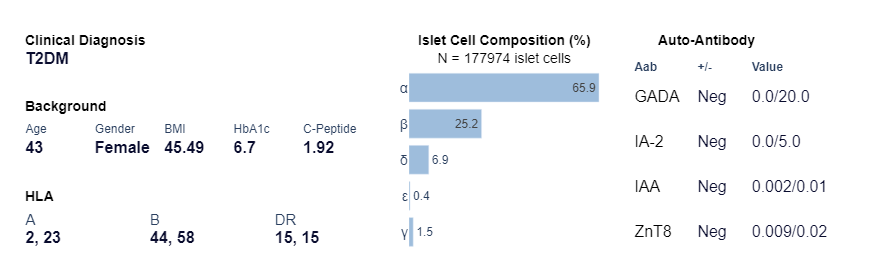 Clinical Diagnosis
T2DM
Background
Age Gender BMI HbA1c C-Peptide
43 Female 45.49 6.7 1.92
HLA
A B DR
2, 23 44, 58 15, 15
Islet Cell Composition (%)
N = 177974 islet cells
α 65.9
β 25.2
δ 6.9
ε 0.4
γ 1.5
Auto-Antibody
Aab +/- Value
GADA Neg 0.0/20.0
IA-2 Neg 0.0/5.0
IAA Neg 0.002/0.01
ZnT8 Neg 0.009/0.02